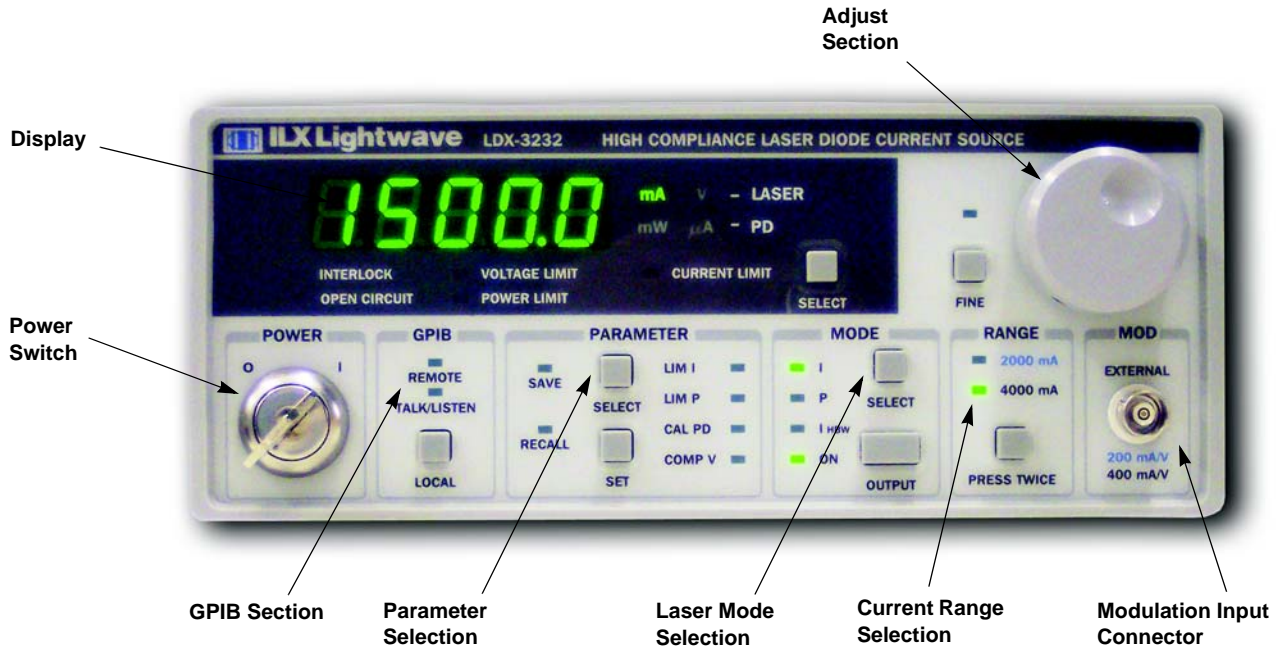 Adjust
Section
Display
ILX Lightwave LDX-3232 HIGH COMPLIANCE LASER DIODE CURRENT SOURCE
1500.0 mA V – LASER
mW µA – PD
INTERLOCK VOLTAGE LIMIT CURRENT LIMIT
OPEN CIRCUIT POWER LIMIT SELECT FINE
Power
Switch
POWER GPIB PARAMETER MODE RANGE MOD
O I REMOTE SAVE LIM I I 2000 mA EXTERNAL
TALK/LISTEN SELECT LIM P P SELECT 4000 mA
RECALL CAL PD I HBW 200 mA/V
COMP V ON 400 mA/V
LOCAL SET OUTPUT PRESS TWICE
GPIB Section
Parameter
Selection
Laser Mode
Selection
Current Range
Selection
Modulation Input
Connector